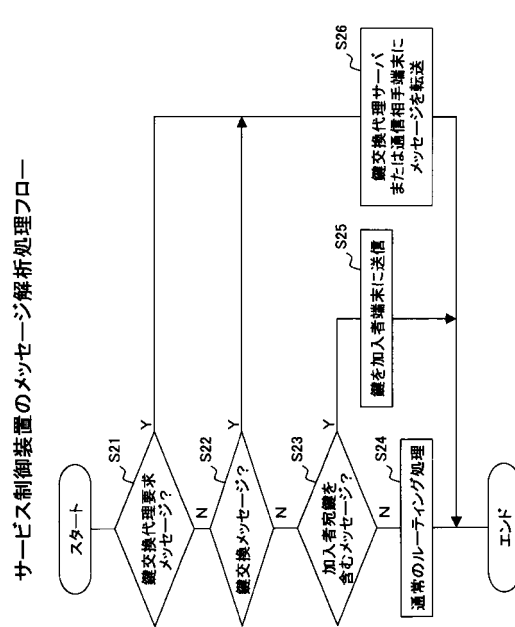 サービス制御装置のメッセージ解析処理フロー
スタート
S21
鍵交換代理要求
メッセージ?
Y
N
S22
鍵交換メッセージ?
Y
N
S23
加入者宛鍵を
含むメッセージ?
Y
N
S24
通常のルーティング処理
S25
鍵を加入者端末に送信
S26
鍵交換代理サーバ
または通信相手端末に
メッセージを転送
エンド